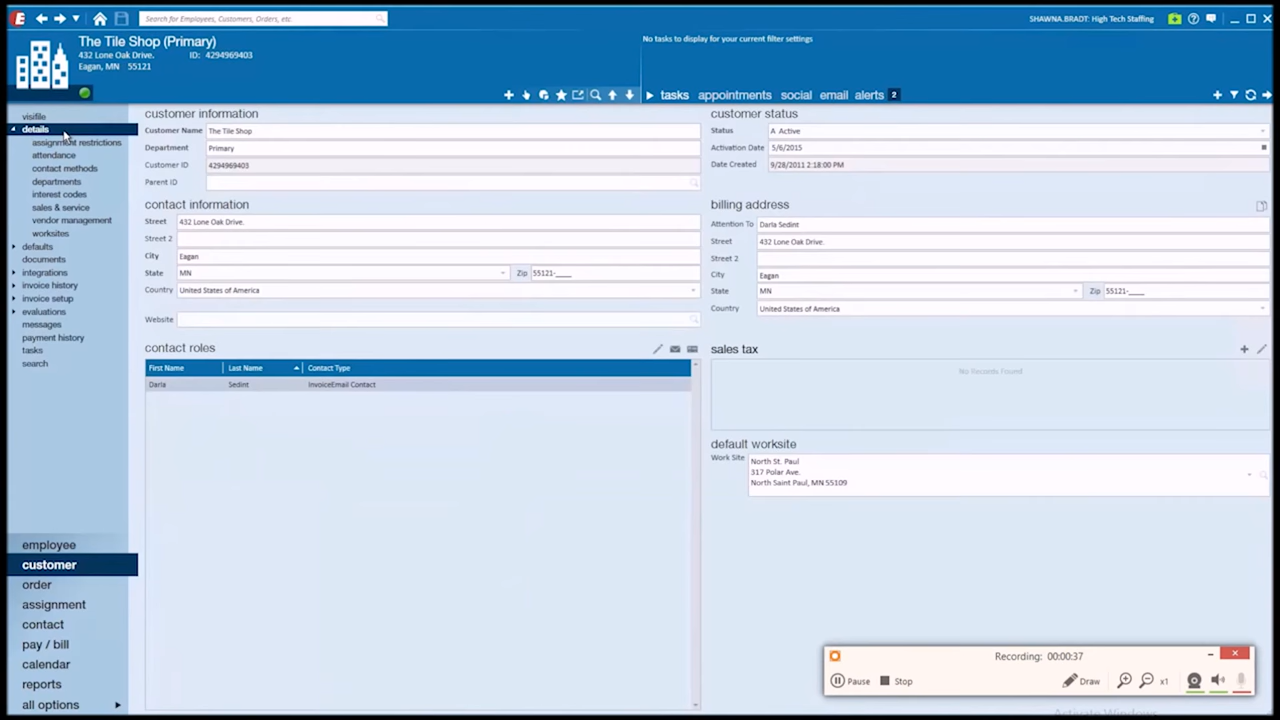 Search for Employees, Customers, Orders, etc.
SHAWNA.BRADT: High Tech Staffing
The Tile Shop (Primary)
432 Lone Oak Drive. ID: 4294969403
Eagan, MN 55121
No tasks to display for your current filter settings
tasks appointments social email alerts 2
visifile
details
assignment restrictions
attendance
contact methods
departments
interest codes
sales & service
vendor management
worksites
defaults
documents
integrations
invoice history
invoice setup
evaluations
messages
payment history
tasks
search
employee
customer
order
assignment
contact
pay / bill
calendar
reports
all options
customer information
Customer Name The Tile Shop
Department Primary
Customer ID 4294969403
Parent ID
contact information
Street 432 Lone Oak Drive.
Street 2
City Eagan
State MN Zip 55121-____
Country United States of America
Website
contact roles
First Name Last Name Contact Type
Darla Sedint InvoiceEmail Contact
customer status
Status A Active
Activation Date 5/6/2015
Date Created 9/28/2011 2:18:00 PM
billing address
Attention To Darla Sedint
Street 432 Lone Oak Drive.
Street 2
City Eagan
State MN Zip 55121-____
Country United States of America
sales tax
No Records Found
default worksite
Work Site North St. Paul
317 Polar Ave.
North Saint Paul, MN 55109
Recording: 00:00:37
Pause Stop Draw x1
Activate Windows